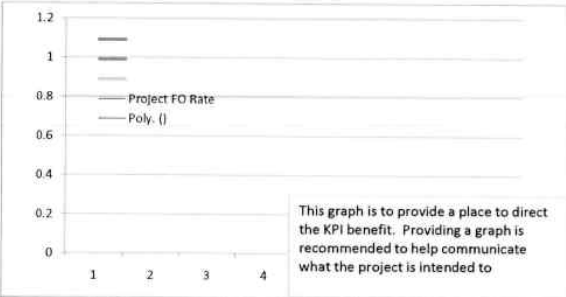 1.2
1
0.8
Project FO Rate
Poly. ()
0.6
0.4
0.2
0
1 2 3 4
This graph is to provide a place to direct
the KPI benefit. Providing a graph is
recommended to help communicate
what the project is intended to